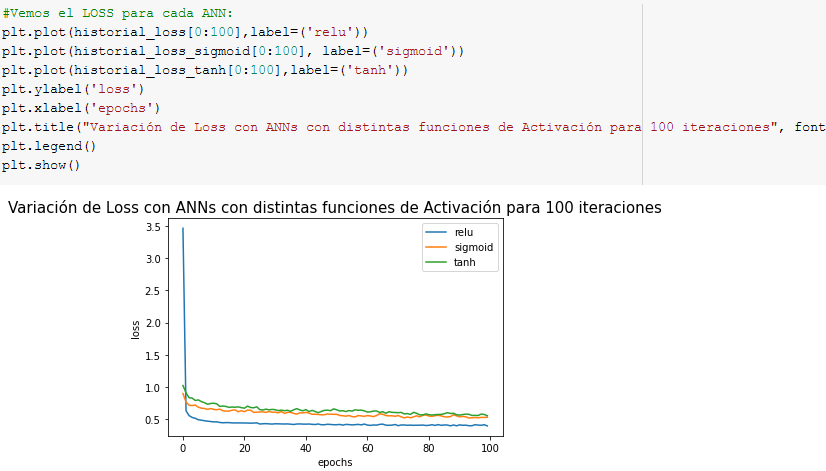 #Vemos el LOSS para cada ANN:
plt.plot(historial_loss[0:100],label=('relu'))
plt.plot(historial_loss_sigmoid[0:100], label=('sigmoid'))
plt.plot(historial_loss_tanh[0:100],label=('tanh'))
plt.ylabel('loss')
plt.xlabel('epochs')
plt.title("Variación de Loss con ANNs con distintas funciones de Activación para 100 iteraciones", font
plt.legend()
plt.show()
Variación de Loss con ANNs con distintas funciones de Activación para 100 iteraciones
relu
sigmoid
tanh
3.5
3.0
2.5
2.0
1.5
1.0
0.5
loss
0 20 40 60 80 100
epochs